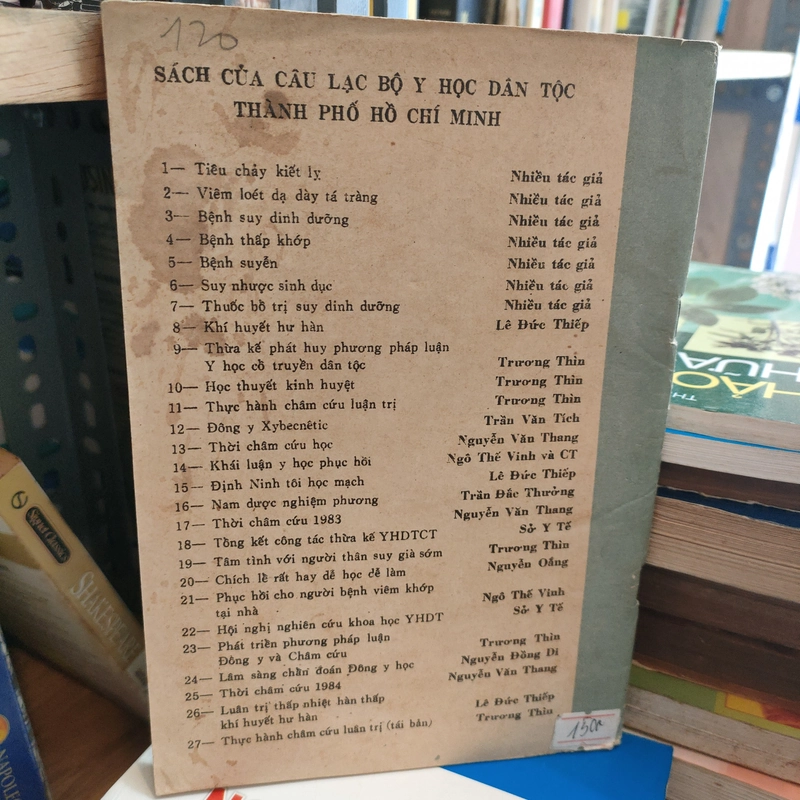 120
SÁCH CỦA CÂU LẠC BỘ Y HỌC DÂN TỘC
THÀNH PHỐ HỒ CHÍ MINH
1— Tiêu chảy kiết lỵ Nhiều tác giả
2— Viêm loét dạ dày tá tràng Nhiều tác giả
3— Bệnh suy dinh dưỡng Nhiều tác giả
4— Bệnh thấp khớp Nhiều tác giả
5— Bệnh suyễn Nhiều tác giả
6— Suy nhược sinh dục Nhiều tác giả
7— Thuốc bổ trị suy dinh dưỡng Nhiều tác giả
8— Khí huyết hư hàn Lê Đức Thiếp
9— Thừa kế phát huy phương pháp luận
Y học cổ truyền dân tộc Trương Thìn
10— Học thuyết kinh huyệt Trương Thìn
11— Thực hành châm cứu luận trị Trương Thìn
12— Đông y Xybecnêtic Trần Văn Tích
13— Thời châm cứu học Nguyễn Văn Thang
14— Khái luận y học phục hồi Ngô Thế Vinh và CT
15— Định Ninh tôi học mạch Lê Đức Thiếp
16— Nam dược nghiệm phương Trần Đắc Thưởng
17— Thời châm cứu 1983 Nguyễn Văn Thang
18— Tổng kết công tác thừa kế YHDTCT Sở Y Tế
19— Tâm tình với người thân suy già sớm Trương Thìn
20— Chích lễ rất hay dễ học dễ làm Nguyễn Oắng
21— Phục hồi cho người bệnh viêm khớp
tại nhà Ngô Thế Vinh
22— Hội nghị nghiên cứu khoa học YHDT Sở Y Tế
23— Phát triển phương pháp luận
Đông y và Châm cứu Trương Thìn
24— Lâm sàng chẩn đoán Đông y học Nguyễn Đồng Di
25— Thời châm cứu 1984 Nguyễn Văn Thang
26— Luận trị thấp nhiệt hàn thấp
khí huyết hư hàn Lê Đức Thiếp
27— Thực hành châm cứu luận trị (tái bản) Trương Thìn
Signet Classics
SHAKESPEARE
NAPOLE
HẢO
HỨA
TH